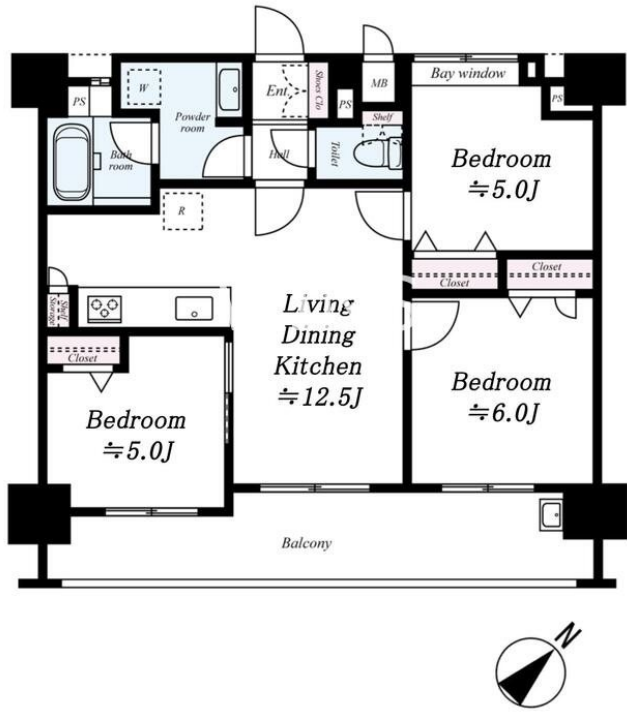 PS
W
Powder
room
Ent.
Shoes Clo
PS
MB
Bay window
PS
Bath
room
Hall
Toilet
Shelf
Bedroom
≒5.0J
R
Closet
Closet
Shelf
Storage
Living
Dining
Kitchen
≒12.5J
Closet
Bedroom
≒5.0J
Bedroom
≒6.0J
Balcony
N